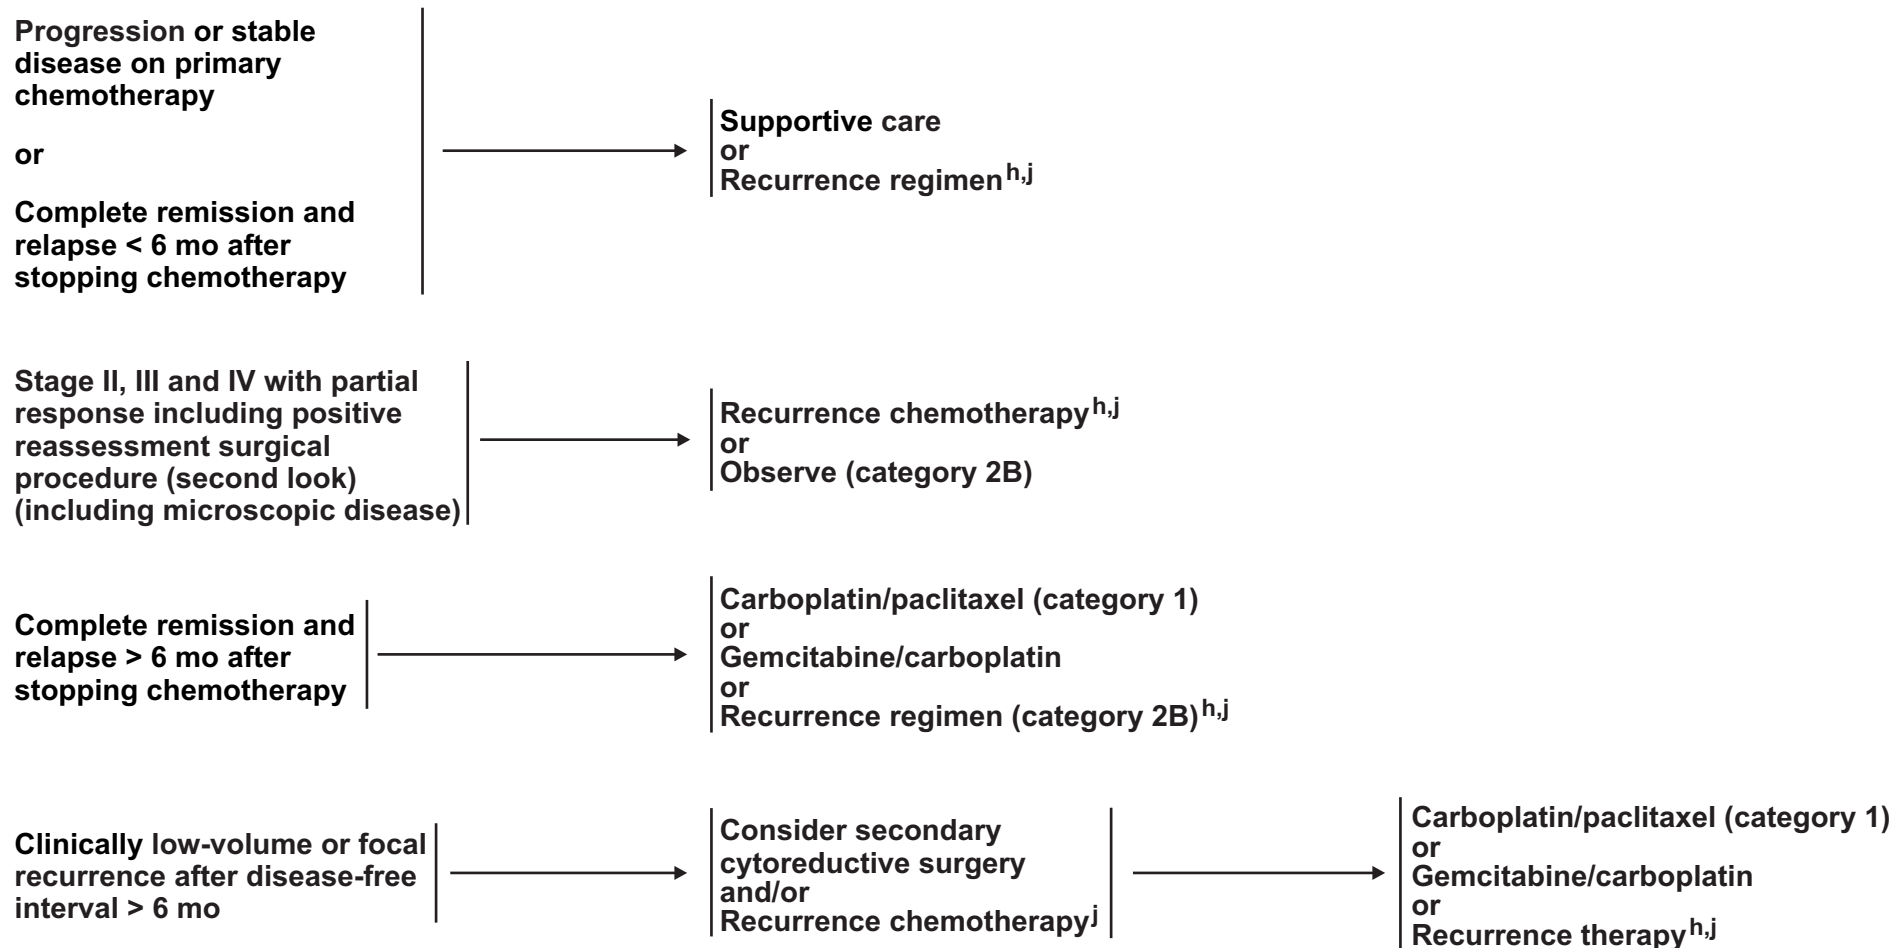 Progression or stable
disease on primary
chemotherapy
or
Complete remission and
relapse < 6 mo after
stopping chemotherapy
Supportive care
or
Recurrence regimen h,j
Stage II, III and IV with partial
response including positive
reassessment surgical
procedure (second look)
(including microscopic disease)
Recurrence chemotherapy h,j
or
Observe (category 2B)
Complete remission and
relapse > 6 mo after
stopping chemotherapy
Carboplatin/paclitaxel (category 1)
or
Gemcitabine/carboplatin
or
Recurrence regimen (category 2B) h,j
Clinically low-volume or focal
recurrence after disease-free
interval > 6 mo
Consider secondary
cytoreductive surgery
and/or
Recurrence chemotherapy j
Carboplatin/paclitaxel (category 1)
or
Gemcitabine/carboplatin
or
Recurrence therapy h,j